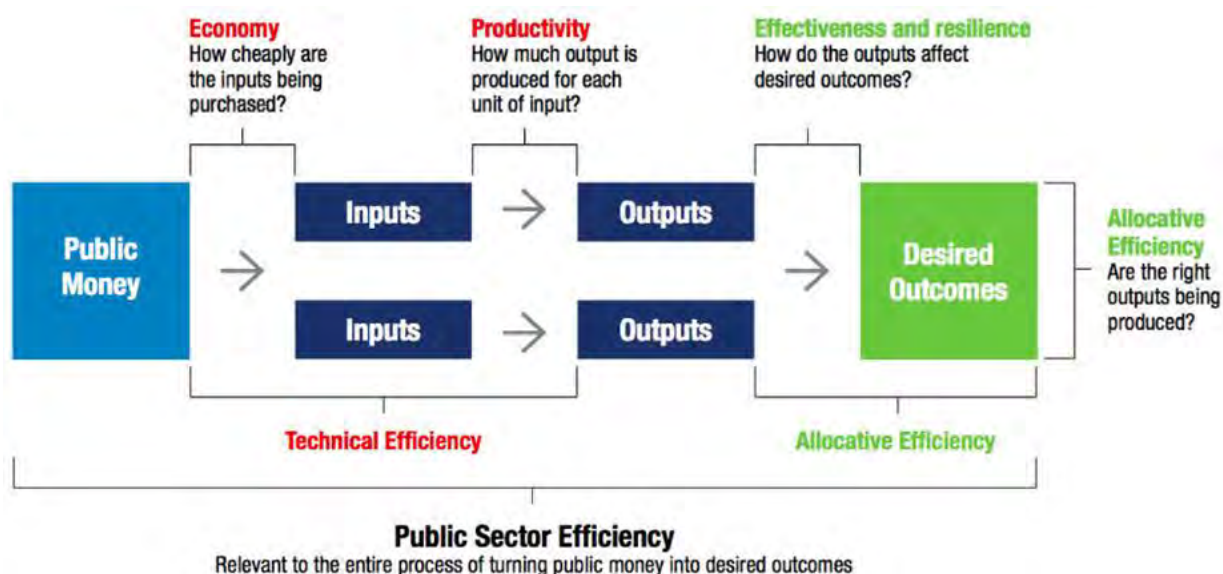 Economy
How cheaply are
the inputs being
purchased?
Productivity
How much output is
produced for each
unit of input?
Effectiveness and resilience
How do the outputs affect
desired outcomes?
Public
Money
Inputs
Outputs
Inputs
Outputs
Desired
Outcomes
Allocative
Efficiency
Are the right
outputs being
produced?
Technical Efficiency
Allocative Efficiency
Public Sector Efficiency
Relevant to the entire process of turning public money into desired outcomes